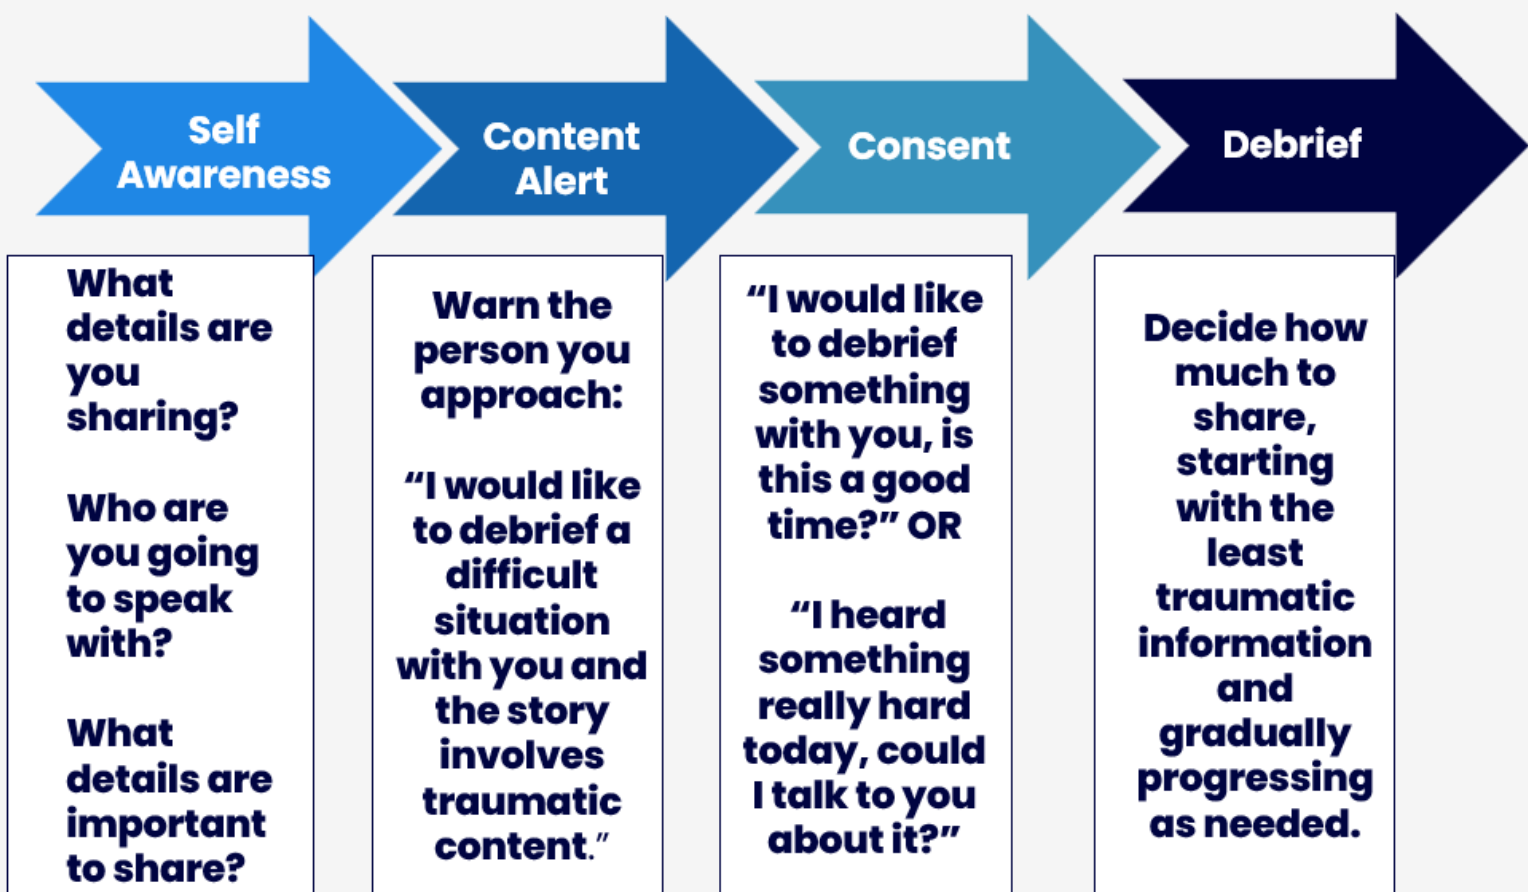 Self
Awareness
What
details are
you
sharing?
Who are
you going
to speak
with?
What
details are
important
to share?
Content
Alert
Warn the
person you
approach:
“I would like
to debrief a
difficult
situation
with you and
the story
involves
traumatic
content.”
Consent
“I would like
to debrief
something
with you, is
this a good
time?” OR
“I heard
something
really hard
today, could
I talk to you
about it?”
Debrief
Decide how
much to
share,
starting
with the
least
traumatic
information
and
gradually
progressing
as needed.